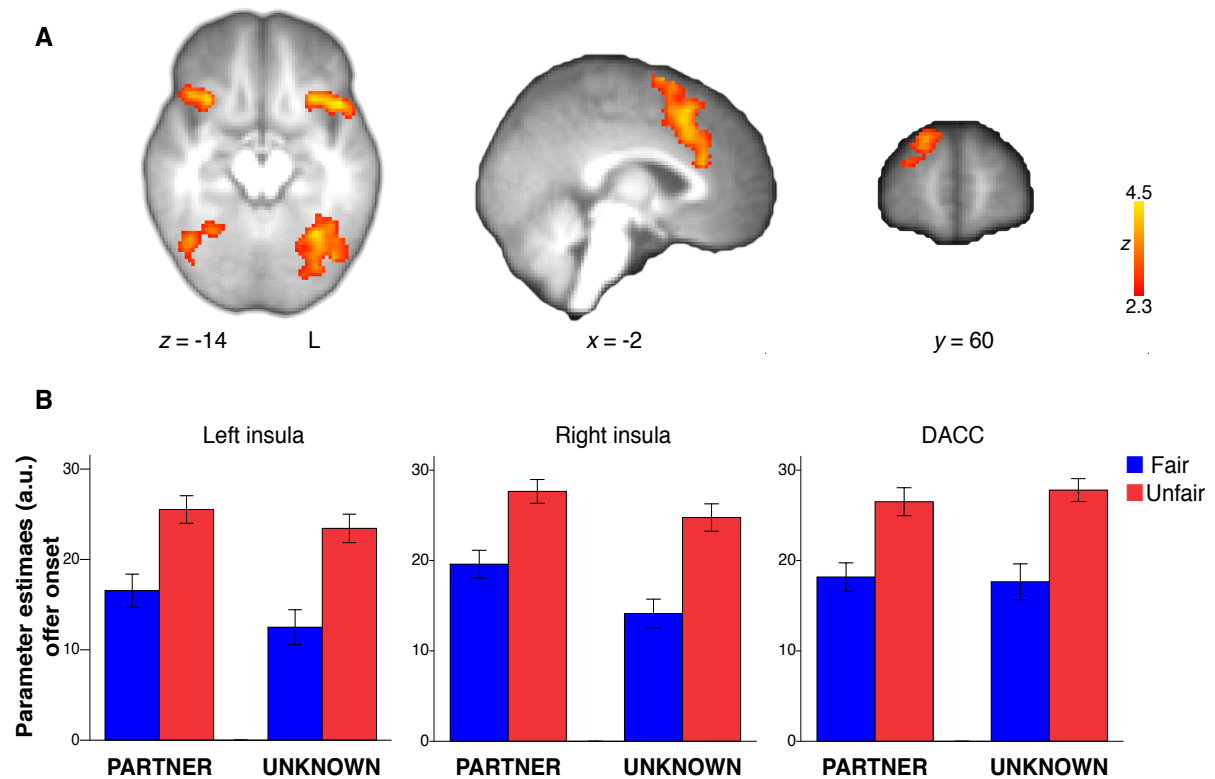 A
4.5
z
2.3
z = -14 L x = -2 y = 60
B
Left insula Right insula DACC
Fair
Unfair
Parameter estimaes (a.u.)
offer onset
30
20
10
0
30
20
10
0
30
20
10
0
PARTNER UNKNOWN PARTNER UNKNOWN PARTNER UNKNOWN